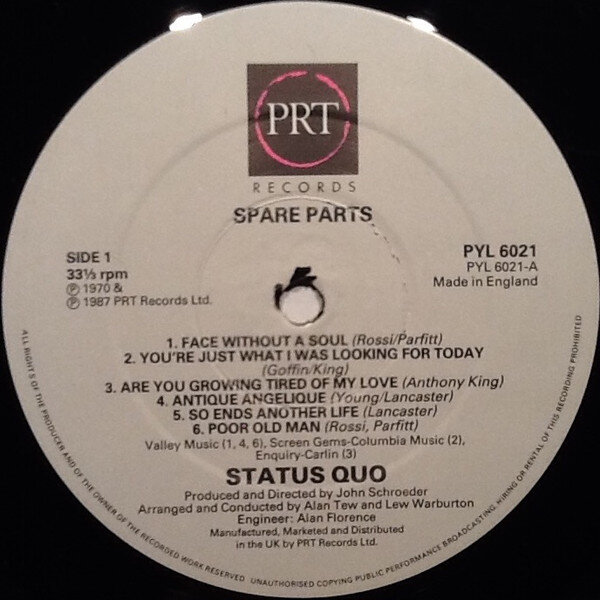 PRT
RECORDS
SPARE PARTS
SIDE 1
33⅓ rpm
Ⓟ 1970 &
Ⓟ 1987 PRT Records Ltd.
PYL 6021
PYL 6021-A
Made in England
1. FACE WITHOUT A SOUL (Rossi/Parfitt)
2. YOU'RE JUST WHAT I WAS LOOKING FOR TODAY
(Goffin/King)
3. ARE YOU GROWING TIRED OF MY LOVE (Anthony King)
4. ANTIQUE ANGELIQUE (Young/Lancaster)
5. SO ENDS ANOTHER LIFE (Lancaster)
6. POOR OLD MAN (Rossi, Parfitt)
Valley Music (1, 4, 6), Screen Gems-Columbia Music (2),
Enquiry-Carlin (3)
STATUS QUO
Produced and Directed by John Schroeder
Arranged and Conducted by Alan Tew and Lew Warburton
Engineer: Alan Florence
Manufactured, Marketed and Distributed
in the UK by PRT Records Ltd.
ALL RIGHTS OF THE PRODUCER AND OF THE OWNER OF THE RECORDED WORK RESERVED. UNAUTHORISED COPYING PUBLIC PERFORMANCE BROADCASTING HIRING OR RENTAL OF THIS RECORDING PROHIBITED